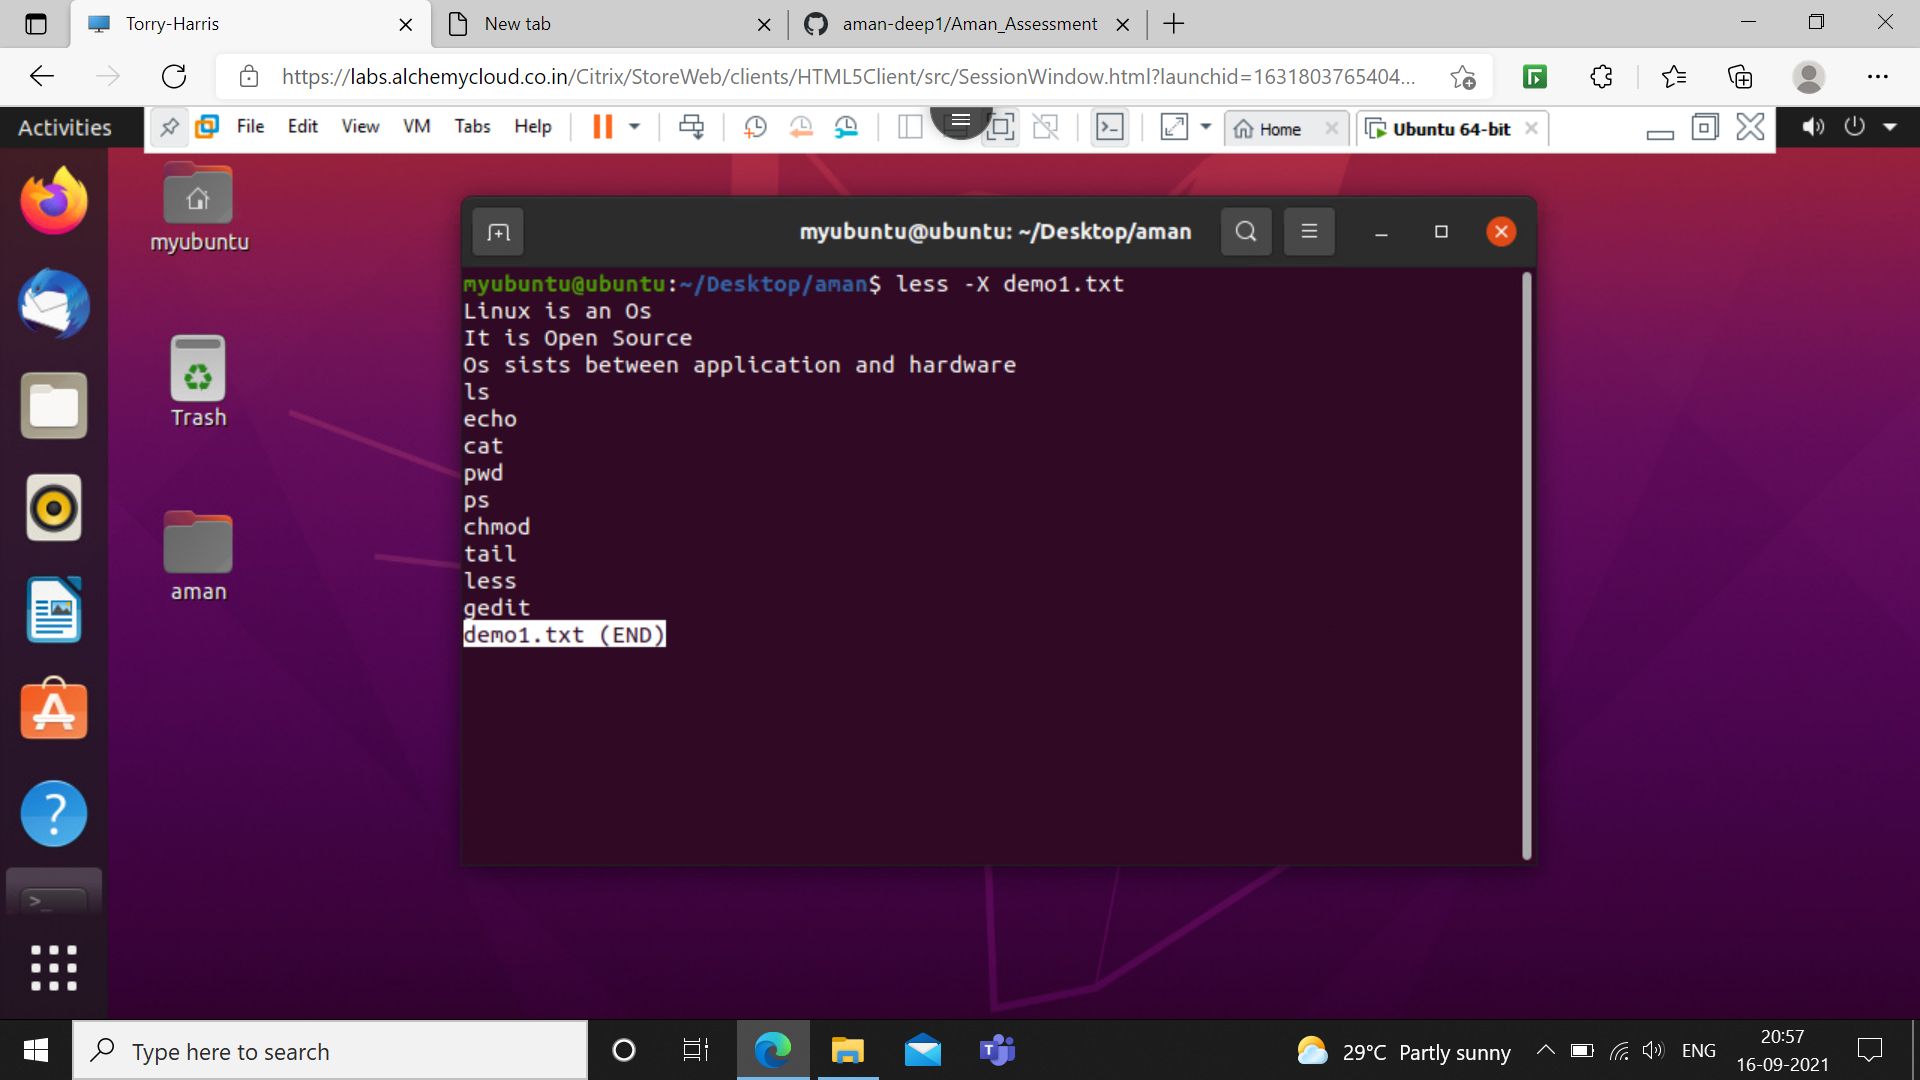 Torry-Harris
New tab
aman-deep1/Aman_Assessment
https://labs.alchemycloud.co.in/Citrix/StoreWeb/clients/HTML5Client/src/SessionWindow.html?launchid=1631803765404...
Activities
File Edit View VM Tabs Help
Home
Ubuntu 64-bit
myubuntu
Trash
aman
myubuntu@ubuntu: ~/Desktop/aman
myubuntu@ubuntu:~/Desktop/aman$ less -X demo1.txt
Linux is an Os
It is Open Source
Os sists between application and hardware
ls
echo
cat
pwd
ps
chmod
tail
less
gedit
demo1.txt (END)
Type here to search
29°C Partly sunny
ENG
20:57
16-09-2021